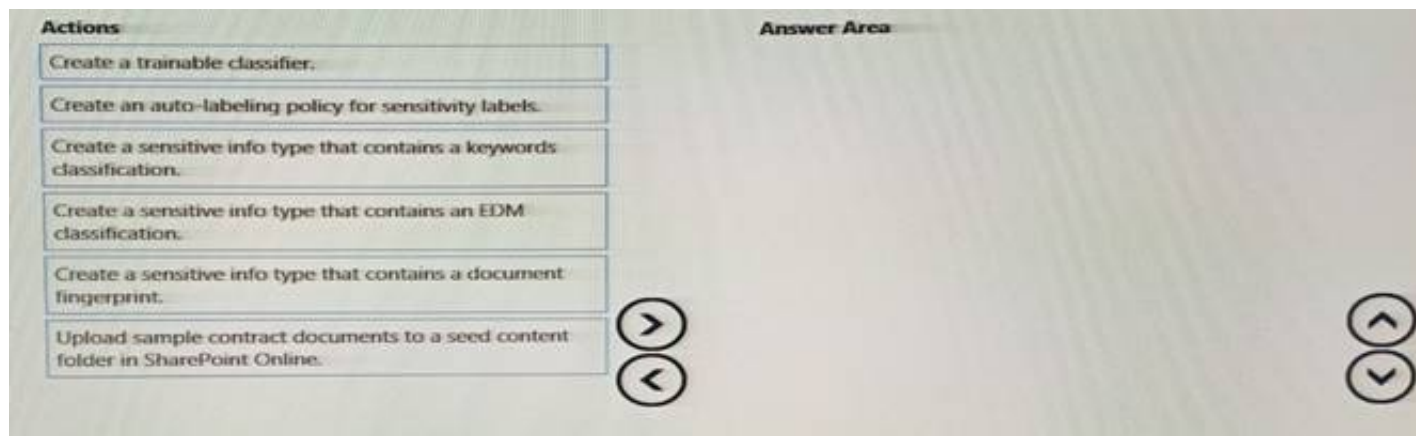 Actions
Answer Area
Create a trainable classifier.
Create an auto-labeling policy for sensitivity labels.
Create a sensitive info type that contains a keywords
classification.
Create a sensitive info type that contains an EDM
classification.
Create a sensitive info type that contains a document
fingerprint.
Upload sample contract documents to a seed content
folder in SharePoint Online.